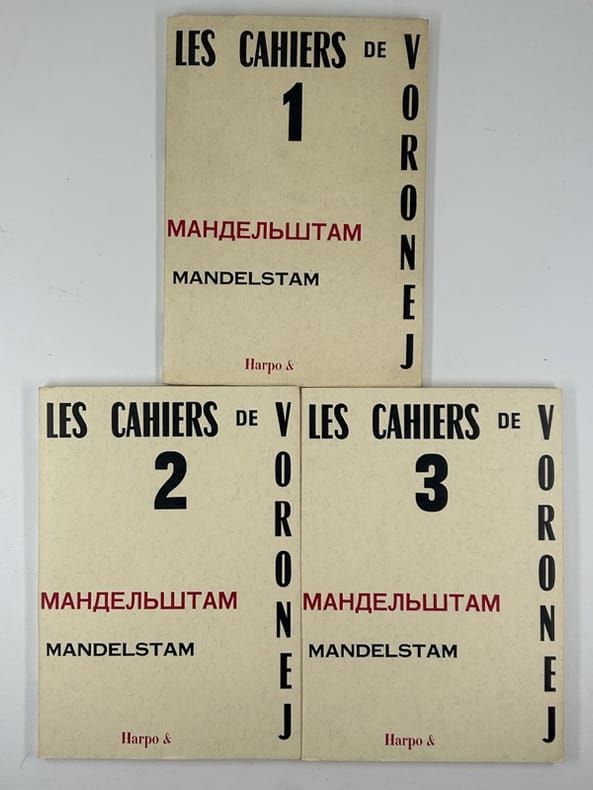 LES CAHIERS DE VORONEJ
1
МАНДЕЛЬШТАМ
MANDELSTAM
Harpo &
LES CAHIERS DE VORONEJ
2
МАНДЕЛЬШТАМ
MANDELSTAM
Harpo &
LES CAHIERS DE VORONEJ
3
МАНДЕЛЬШТАМ
MANDELSTAM
Harpo &